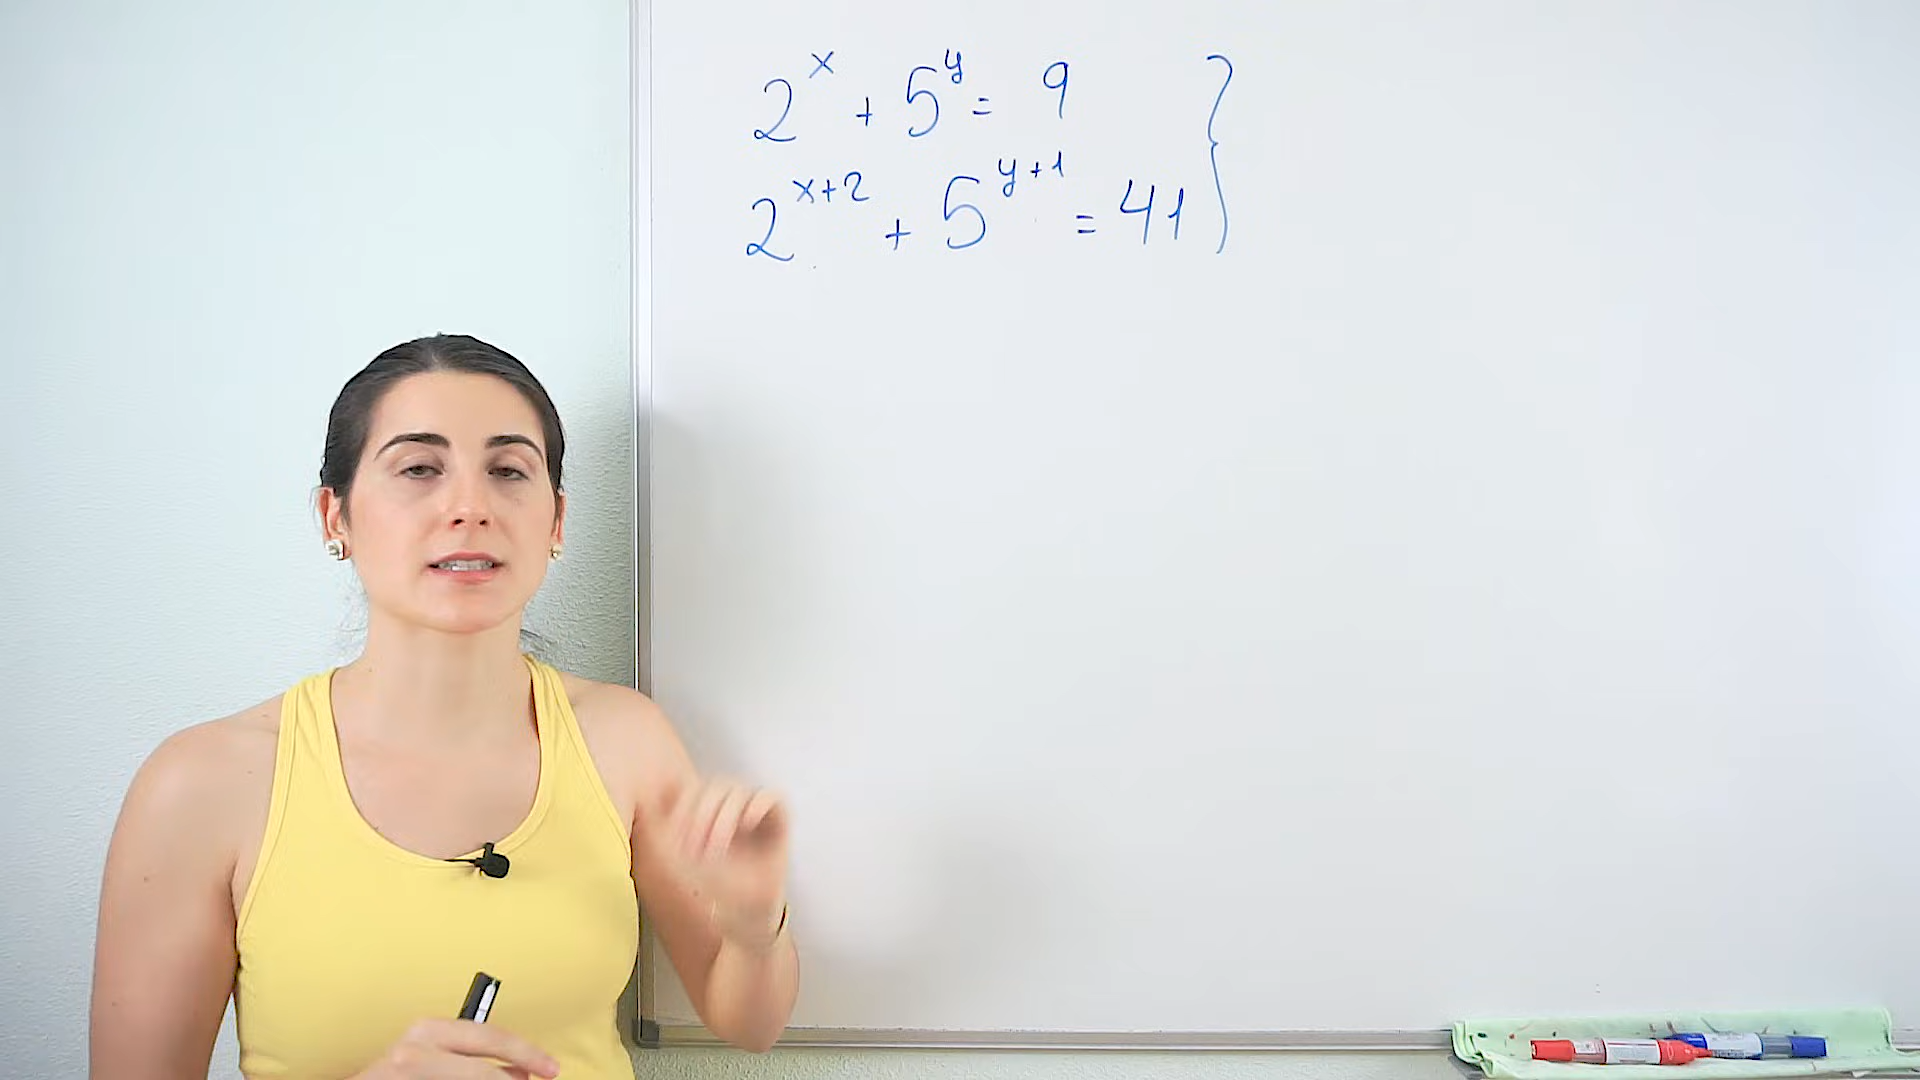 2^x + 5^y = 9
2^{x+2} + 5^{y+1} = 41 }